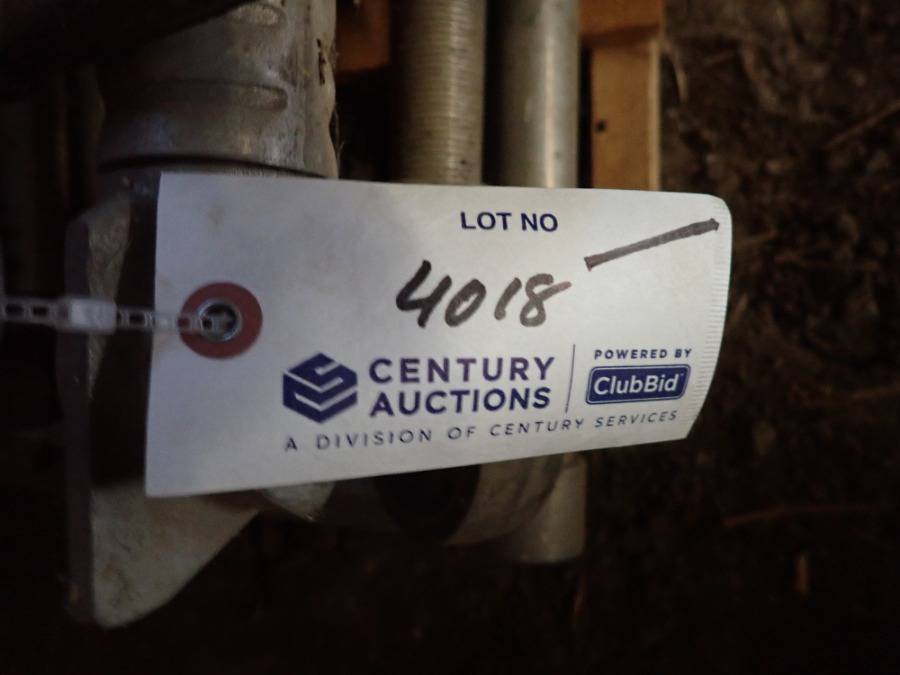 LOT NO
4018
CENTURY
AUCTIONS
POWERED BY
ClubBid
A DIVISION OF CENTURY SERVICES